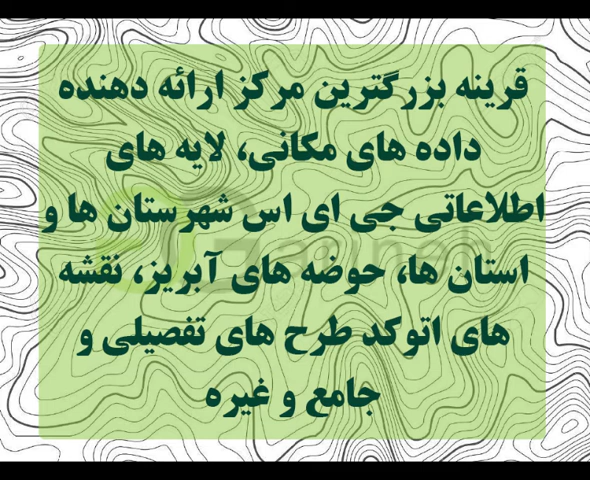 قرینه بزرگترین مرکز ارائه دهنده
داده های مکانی، لایه های
اطلاعاتی جی ای اس شهرستان ها و
استان ها، حوضه های آبریز، نقشه
های اتوکد طرح های تفصیلی و
جامع و غیره